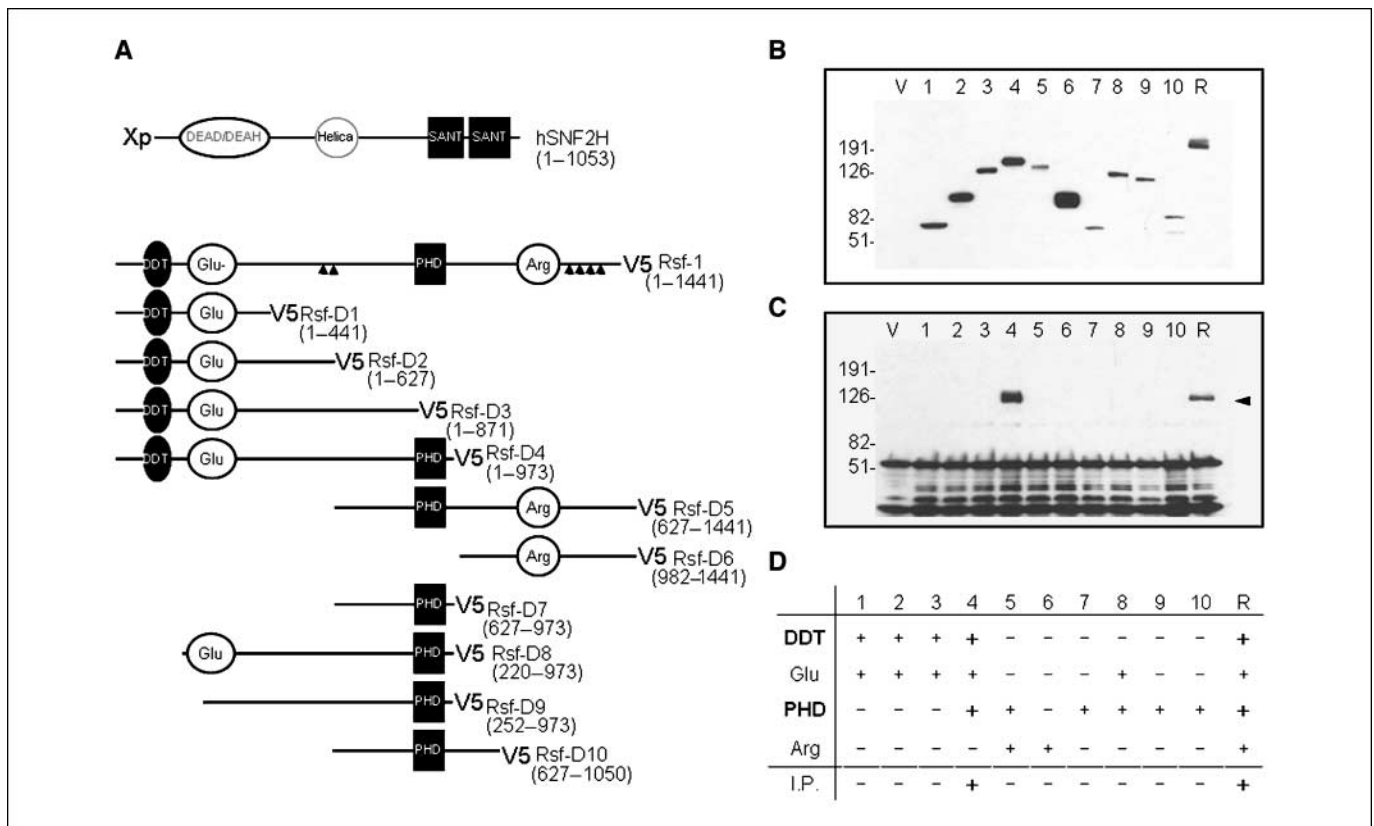 A
Xp DEAD/DEAH Helica SANT SANT hSNF2H
(1–1053)
DDT Glu- PHD Arg V5 Rsf-1
(1–1441)
DDT Glu V5 Rsf-D1
(1–441)
DDT Glu V5 Rsf-D2
(1–627)
DDT Glu V5 Rsf-D3
(1–871)
DDT Glu PHD V5 Rsf-D4
(1–973)
PHD Arg V5 Rsf-D5
(627–1441)
Arg V5 Rsf-D6
(982–1441)
PHD V5 Rsf-D7
(627–973)
Glu PHD V5 Rsf-D8
(220–973)
PHD V5 Rsf-D9
(252–973)
PHD V5 Rsf-D10
(627–1050)
B
V 1 2 3 4 5 6 7 8 9 10 R
191-
126-
82-
51-
C
V 1 2 3 4 5 6 7 8 9 10 R
191-
126-
82-
51-
D
1 2 3 4 5 6 7 8 9 10 R
DDT + + + + – – – – – – +
Glu + + + + – – – + – – +
PHD – – – + + – + + + + +
Arg – – – – + + – – – – +
I.P. – – – + – – – – – – +